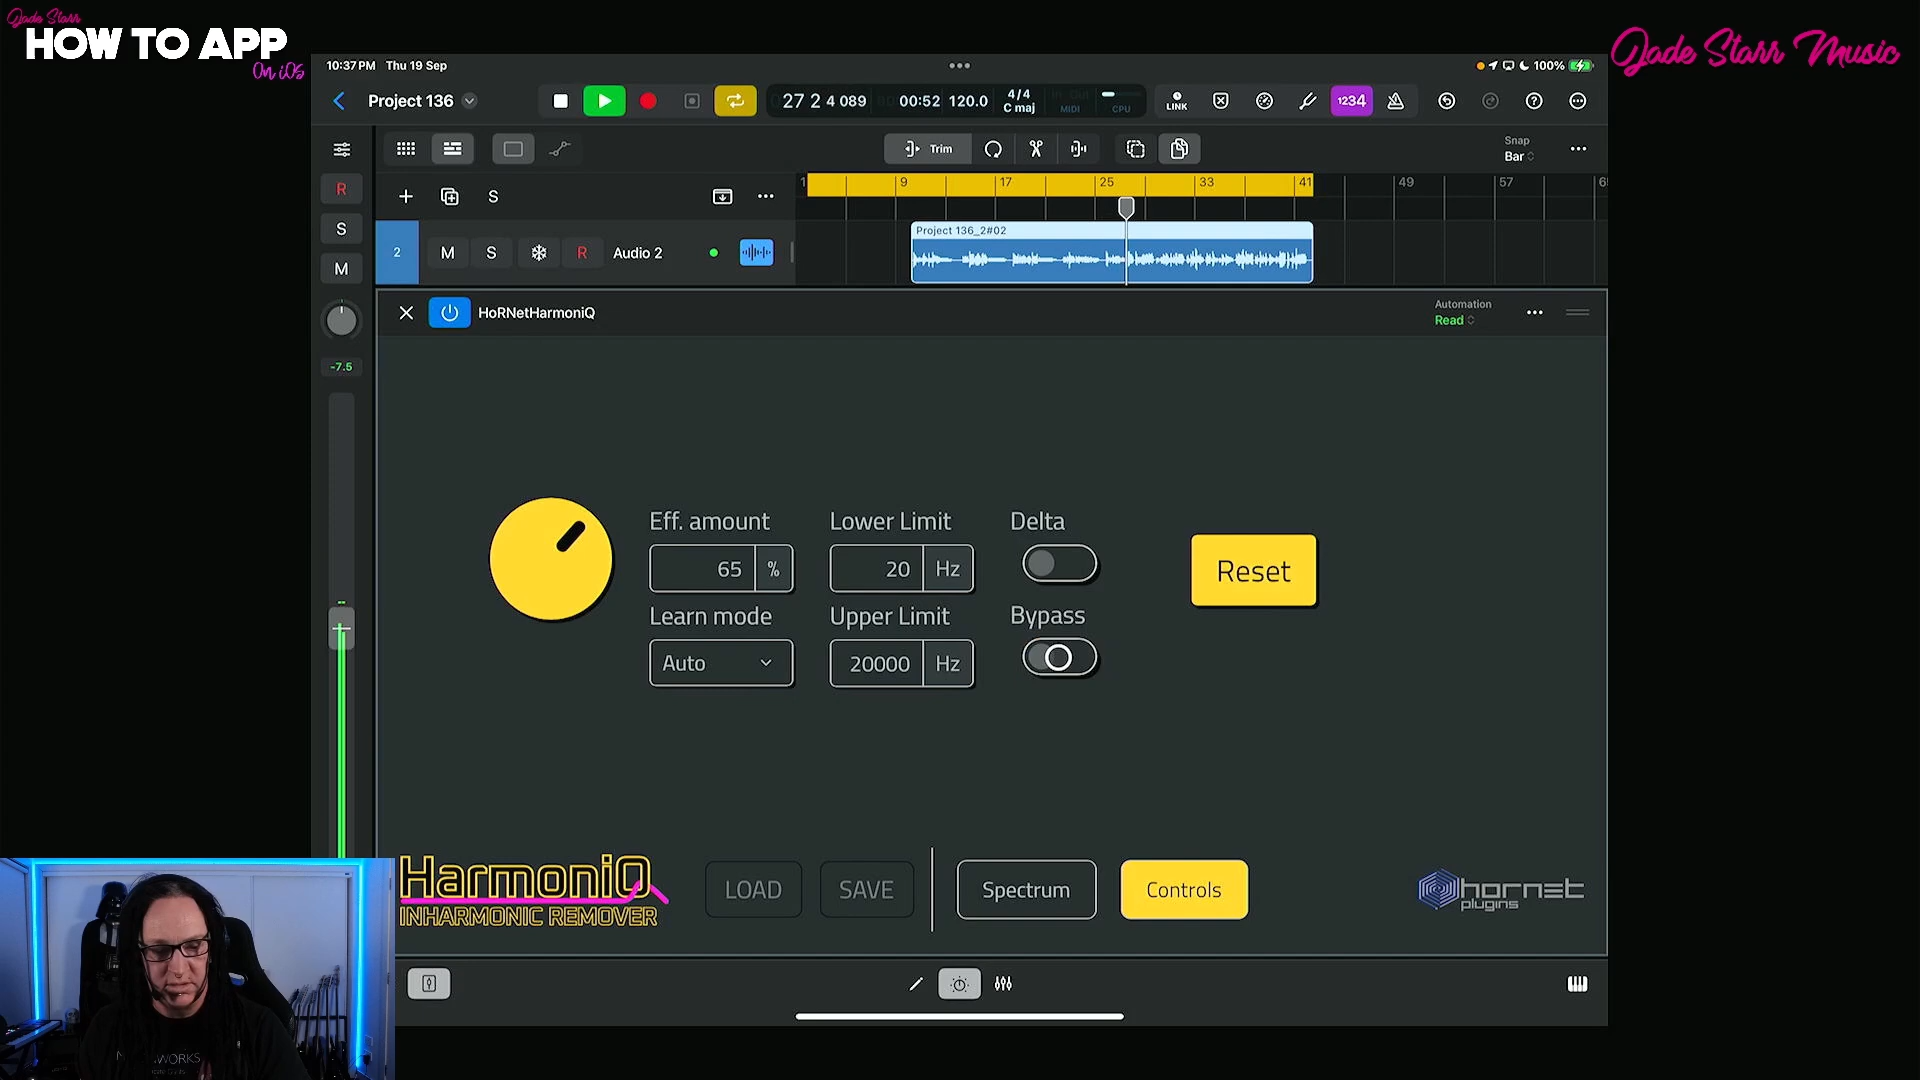 Jade Starr
HOW TO APP
On iOS
Jade Starr Music
10:37 PM Thu 19 Sep
100%
Project 136
27 2 4 089
00:52
120.0
4/4
C maj
In Out
MIDI
CPU
LINK
1234
Trim
Snap
Bar
R
S
S
1
9
17
25
33
41
49
57
Project 136_2#02
2
M
S
R
Audio 2
S
M
HoRNetHarmoniQ
Automation
Read
-7.5
Eff. amount
Lower Limit
Delta
65 %
20 Hz
Reset
Learn mode
Upper Limit
Bypass
Auto
20000 Hz
HarmoniQ
INHARMONIC REMOVER
LOAD
SAVE
Spectrum
Controls
hornet
plugins